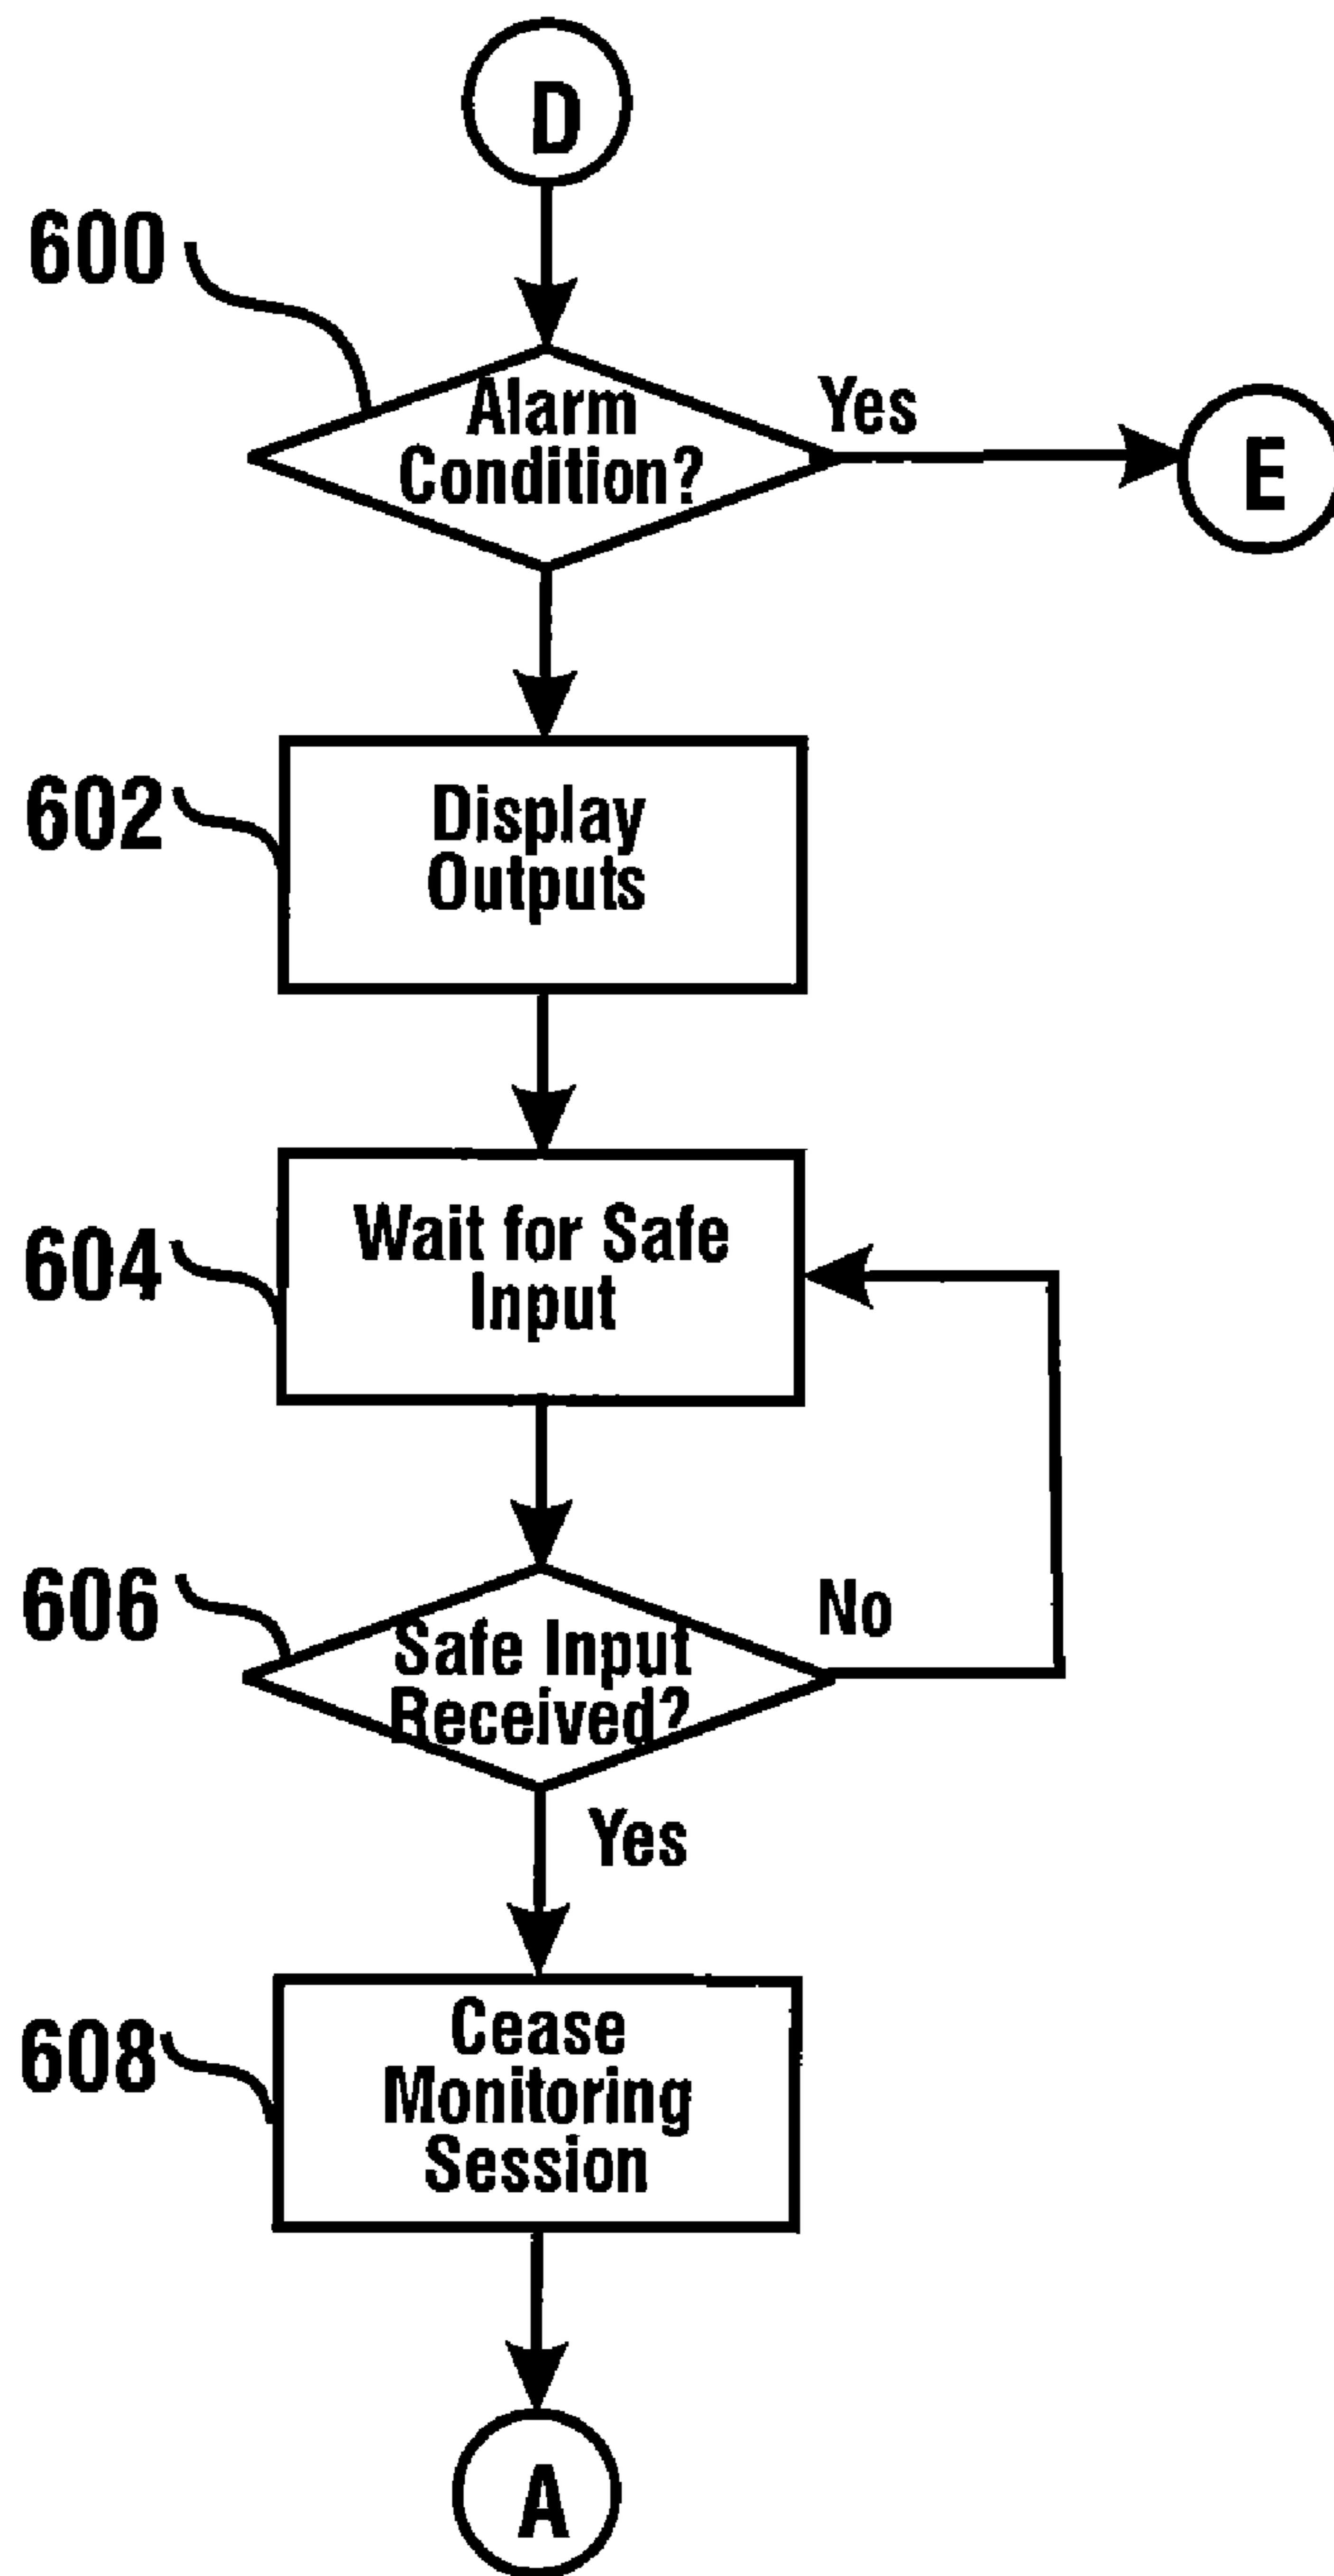 D
600
Alarm
Condition?
Yes
E
602
Display
Outputs
604
Wait for Safe
Input
606
Safe Input
Received?
No
Yes
608
Cease
Monitoring
Session
A